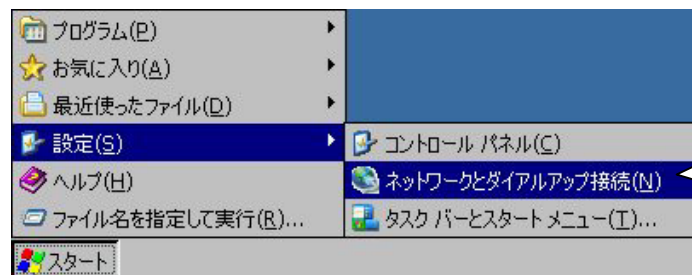 プログラム(P)
お気に入り(A)
最近使ったファイル(D)
設定(S)
ヘルプ(H)
ファイル名を指定して実行(R)...
コントロール パネル(C)
ネットワークとダイアルアップ接続(N)
タスク バーとスタート メニュー(T)...
スタート